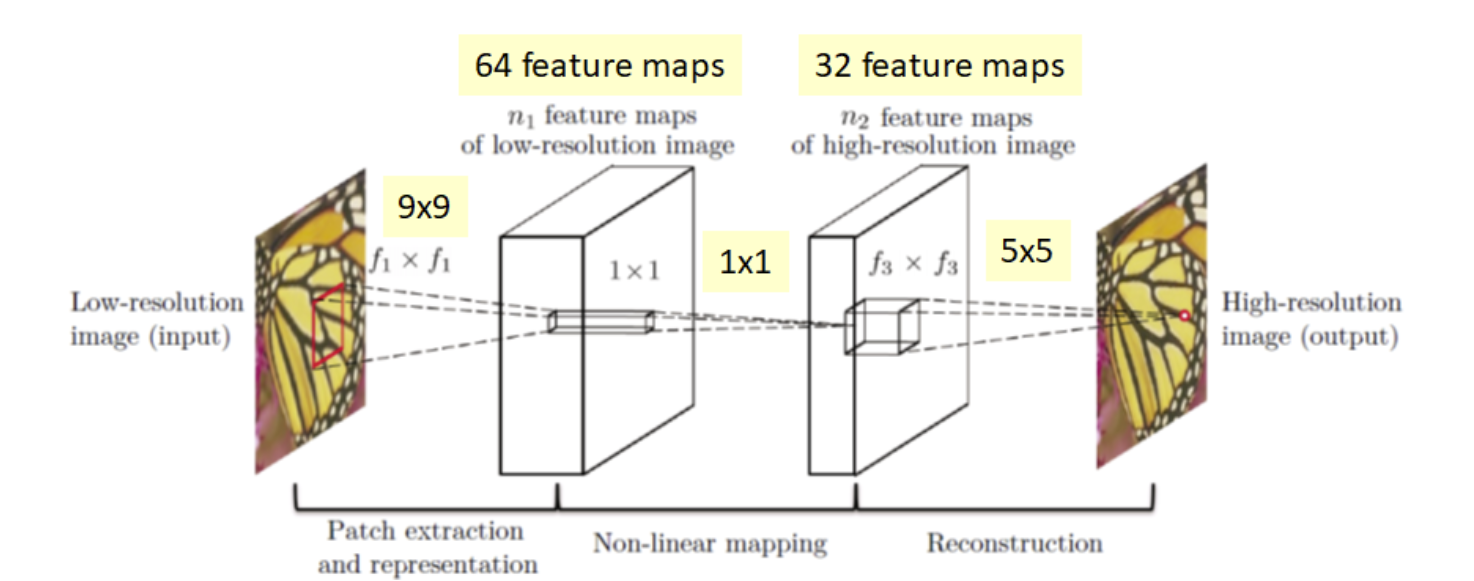 64 feature maps
32 feature maps
n₁ feature maps
of low-resolution image
n₂ feature maps
of high-resolution image
9x9
f₁ × f₁
1×1
1x1
f₃ × f₃
5x5
Low-resolution
image (input)
High-resolution
image (output)
Patch extraction
and representation
Non-linear mapping
Reconstruction